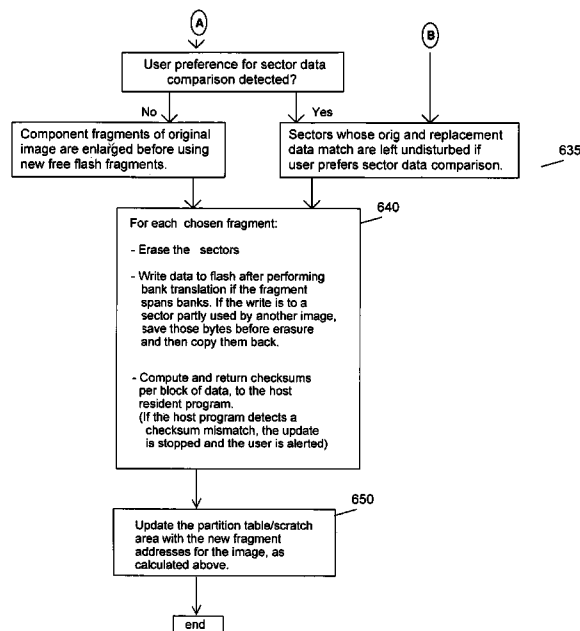 A
B
User preference for sector data
comparison detected?
No
Yes
Component fragments of original
image are enlarged before using
new free flash fragments.
Sectors whose orig and replacement
data match are left undisturbed if
user prefers sector data comparison.
635
640
For each chosen fragment:
- Erase the sectors
- Write data to flash after performing
bank translation if the fragment
spans banks. If the write is to a
sector partly used by another image,
save those bytes before erasure
and then copy them back.
- Compute and return checksums
per block of data, to the host
resident program.
(If the host program detects a
checksum mismatch, the update
is stopped and the user is alerted)
650
Update the partition table/scratch
area with the new fragment
addresses for the image, as
calculated above.
end